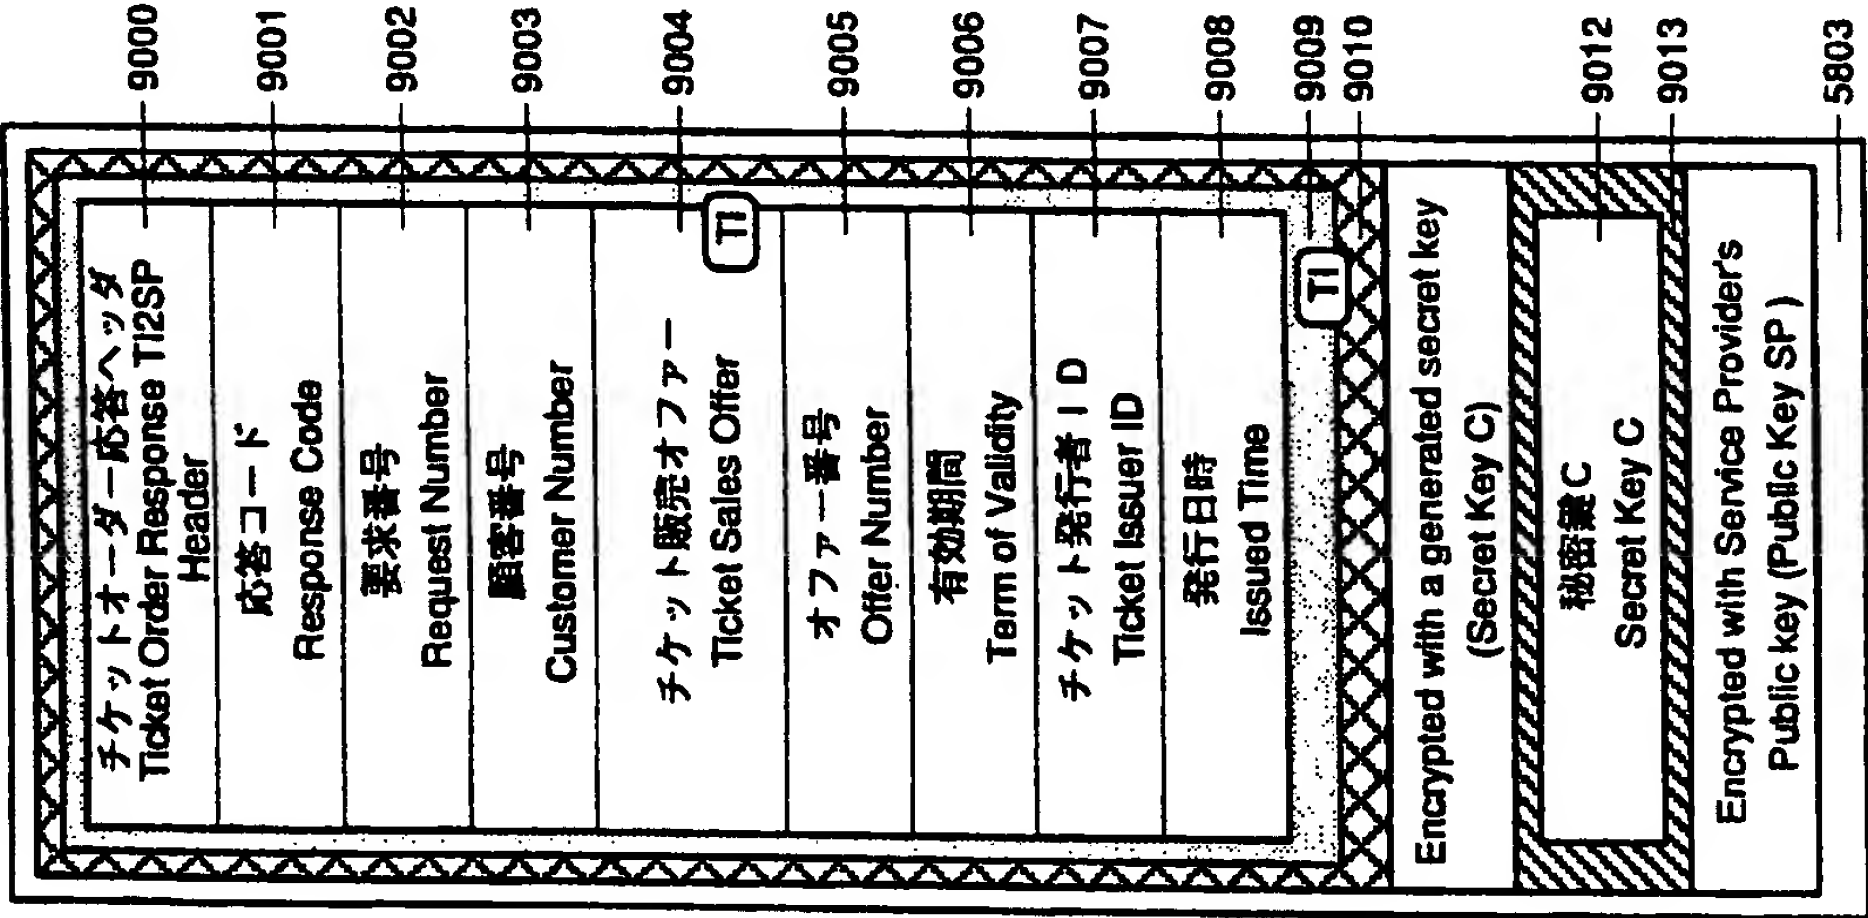 9000
チケットオーダー応答ヘッダ
Ticket Order Response TI2SP
Header
9001
応答コード
Response Code
9002
要求番号
Request Number
9003
顧客番号
Customer Number
9004
チケット販売オファー
Ticket Sales Offer
TI
9005
オファー番号
Offer Number
9006
有効期間
Term of Validity
9007
チケット発行者ID
Ticket Issuer ID
9008
発行日時
Issued Time
9009
TI
9010
Encrypted with a generated secret key
(Secret Key C)
9012
秘密鍵C
Secret Key C
9013
Encrypted with Service Provider's
Public key (Public Key SP)
5803